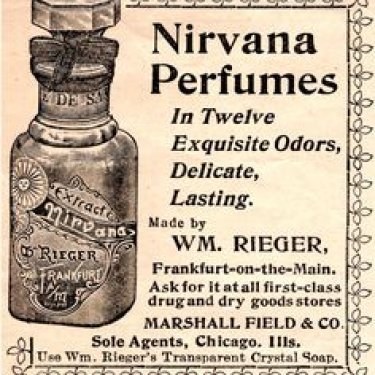 Nirvana
Perfumes
In Twelve
Exquisite Odors,
Delicate,
Lasting.
Made by
WM. RIEGER,
Frankfurt-on-the-Main.
Ask for it at all first-class
drug and dry goods stores
MARSHALL FIELD & CO.
Sole Agents, Chicago. Ills.
Use Wm. Rieger's Transparent Crystal Soap.
E DE S
Extract
Nirvana
RIEGER
FRANKFURT
A/M